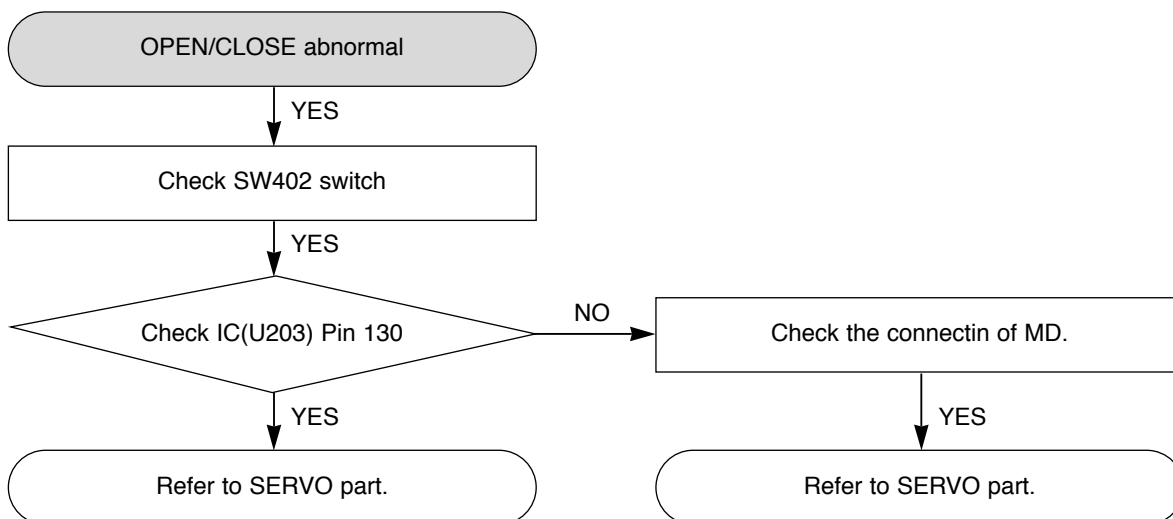 OPEN/CLOSE abnormal
YES
Check SW402 switch
YES
Check IC(U203) Pin 130
NO
Check the connectin of MD.
YES
YES
Refer to SERVO part.
Refer to SERVO part.